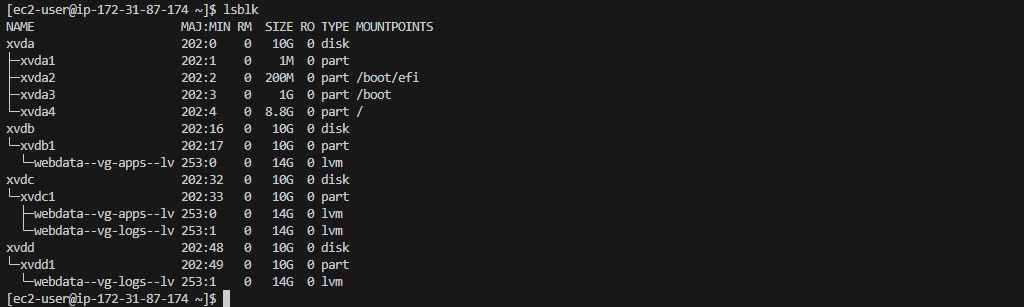 [ec2-user@ip-172-31-87-174 ~]$ lsblk
NAME                      MAJ:MIN RM  SIZE RO TYPE MOUNTPOINTS
xvda                      202:0    0   10G  0 disk
├─xvda1                   202:1    0    1M  0 part
├─xvda2                   202:2    0  200M  0 part /boot/efi
├─xvda3                   202:3    0    1G  0 part /boot
└─xvda4                   202:4    0  8.8G  0 part /
xvdb                      202:16   0   10G  0 disk
└─xvdb1                   202:17   0   10G  0 part
  └─webdata--vg-apps--lv 253:0    0   14G  0 lvm
xvdc                      202:32   0   10G  0 disk
└─xvdc1                   202:33   0   10G  0 part
  ├─webdata--vg-apps--lv 253:0    0   14G  0 lvm
  └─webdata--vg-logs--lv 253:1    0   14G  0 lvm
xvdd                      202:48   0   10G  0 disk
└─xvdd1                   202:49   0   10G  0 part
  └─webdata--vg-logs--lv 253:1    0   14G  0 lvm
[ec2-user@ip-172-31-87-174 ~]$